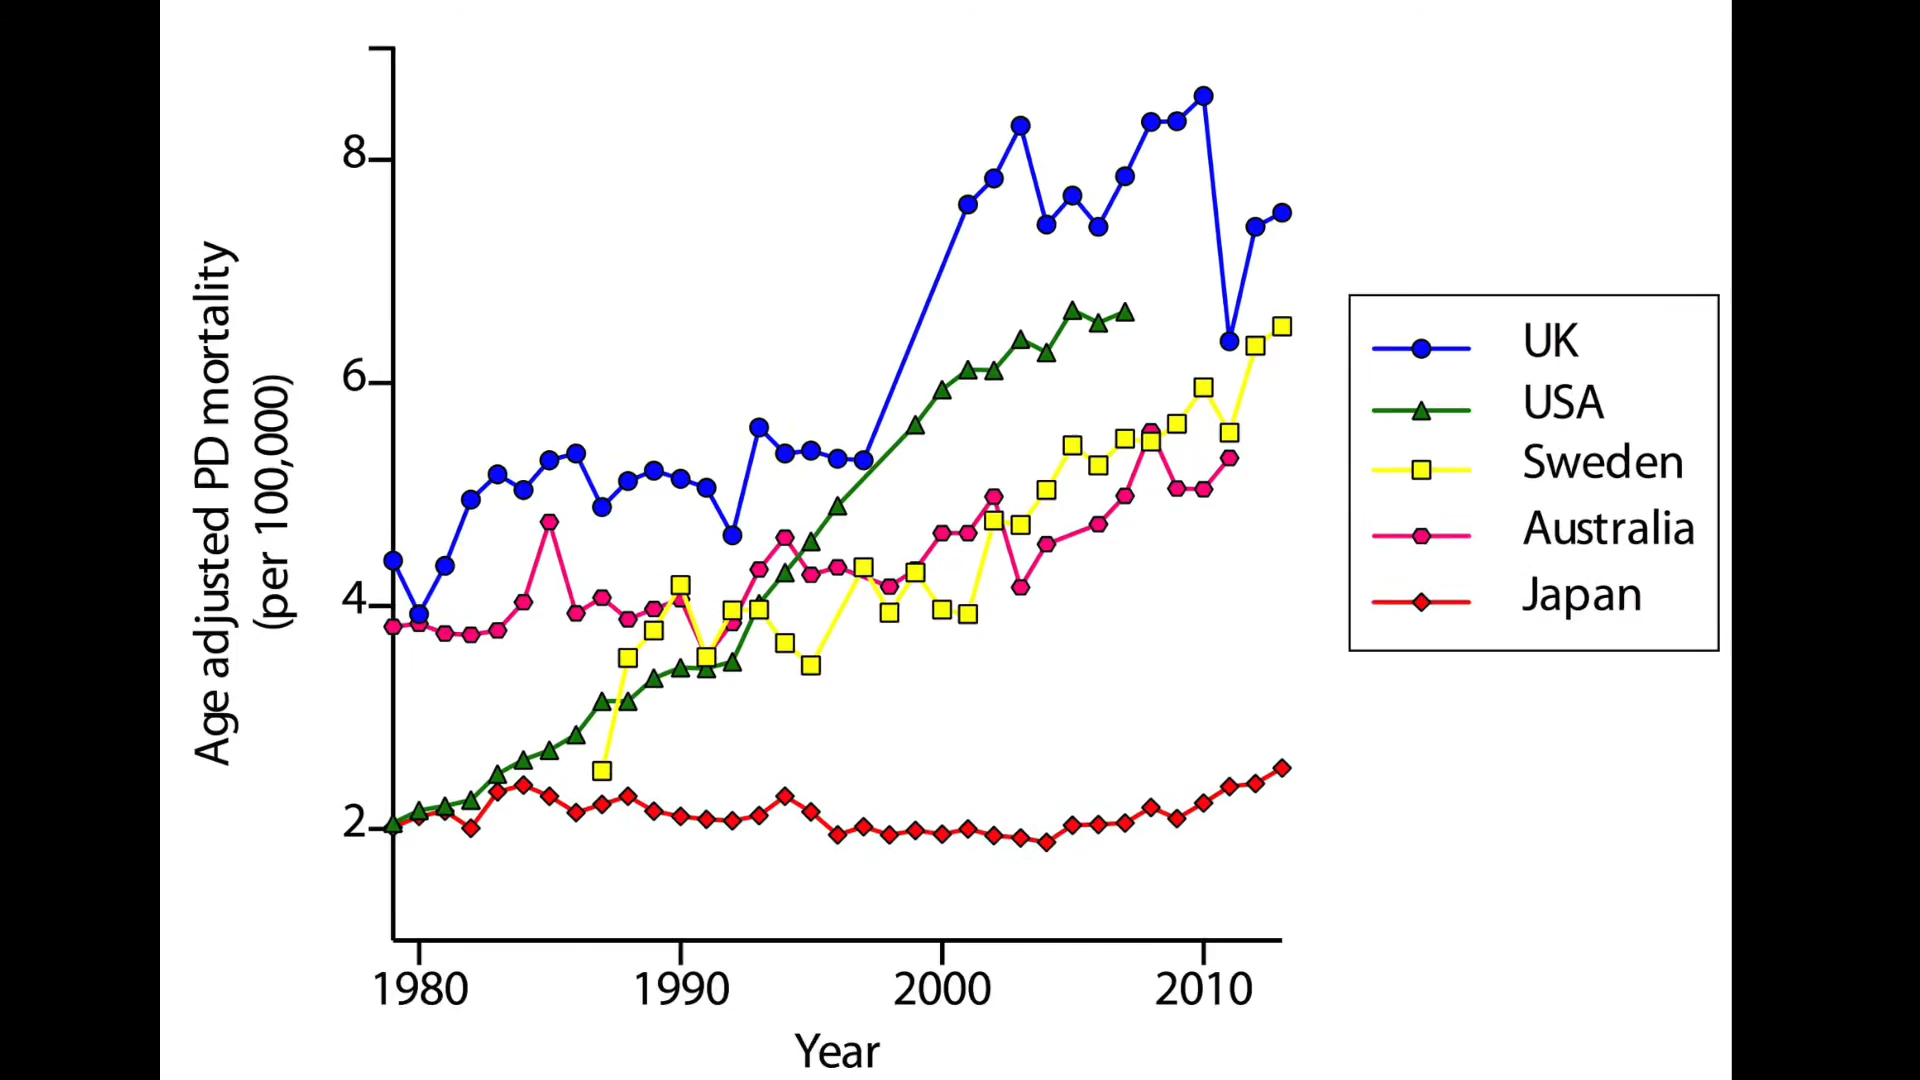 Age adjusted PD mortality
(per 100,000)
8
6
4
2
1980 1990 2000 2010
Year
UK
USA
Sweden
Australia
Japan